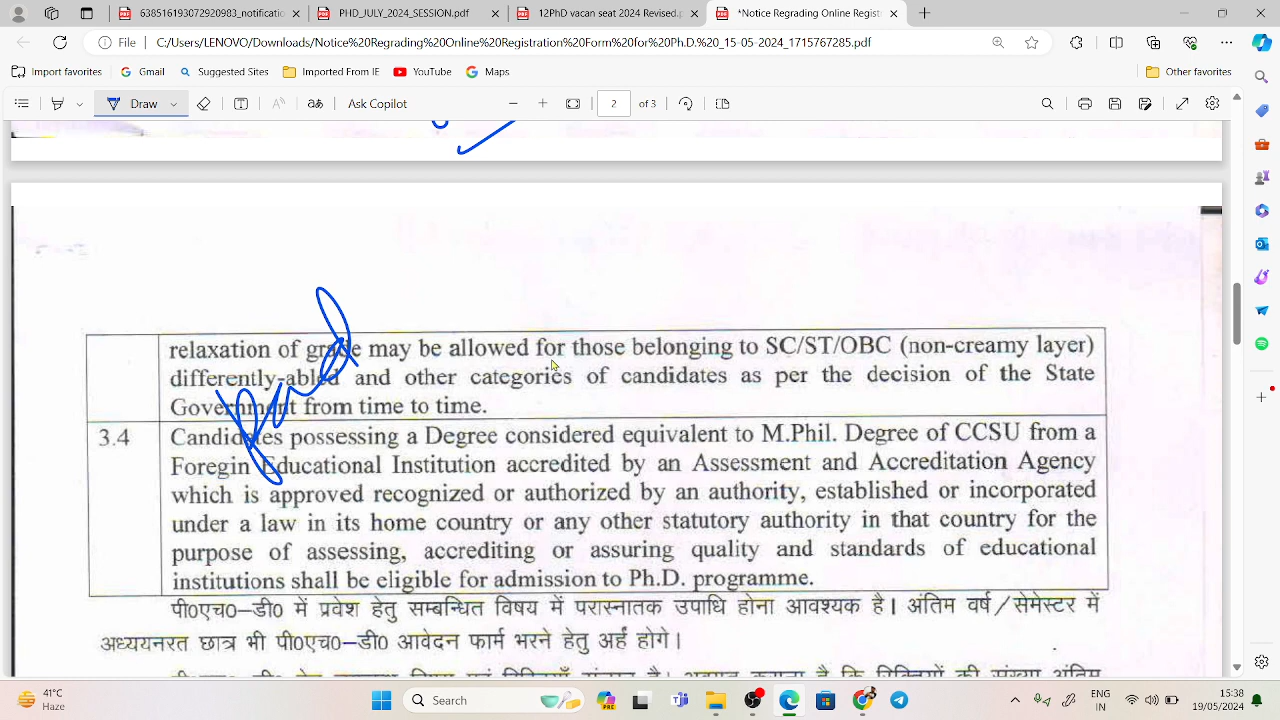 638516193072920983_notificatio
PHD_JULY_2024_SESSION.pdf
12PhD vacan seat 2024 Revised.p
*Notice Regrading Online Regist
File
C:/Users/LENOVO/Downloads/Notice%20Regrading%20Online%20Registration%20Form%20for%20Ph.D.%20_15-05-2024_1715767285.pdf
Import favorites
Gmail
Suggested Sites
Imported From IE
YouTube
Maps
Other favorites
Draw
Ask Copilot
2
of 3
relaxation of grade may be allowed for those belonging to SC/ST/OBC (non-creamy layer)
differently-abled and other categories of candidates as per the decision of the State
Government from time to time.
3.4
Candidates possessing a Degree considered equivalent to M.Phil. Degree of CCSU from a
Foregin Educational Institution accredited by an Assessment and Accreditation Agency
which is approved recognized or authorized by an authority, established or incorporated
under a law in its home country or any other statutory authority in that country for the
purpose of assessing, accrediting or assuring quality and standards of educational
institutions shall be eligible for admission to Ph.D. programme.
पी0एच0–डी0 में प्रवेश हेतु सम्बन्धित विषय में परास्नातक उपाधि होना आवश्यक है। अंतिम वर्ष/सेमेस्टर में
अध्ययनरत छात्र भी पी0एच0–डी0 आवेदन फार्म भरने हेतु अर्ह होगे।
41°C
Haze
Search
ENG
IN
15:38
19/05/2024